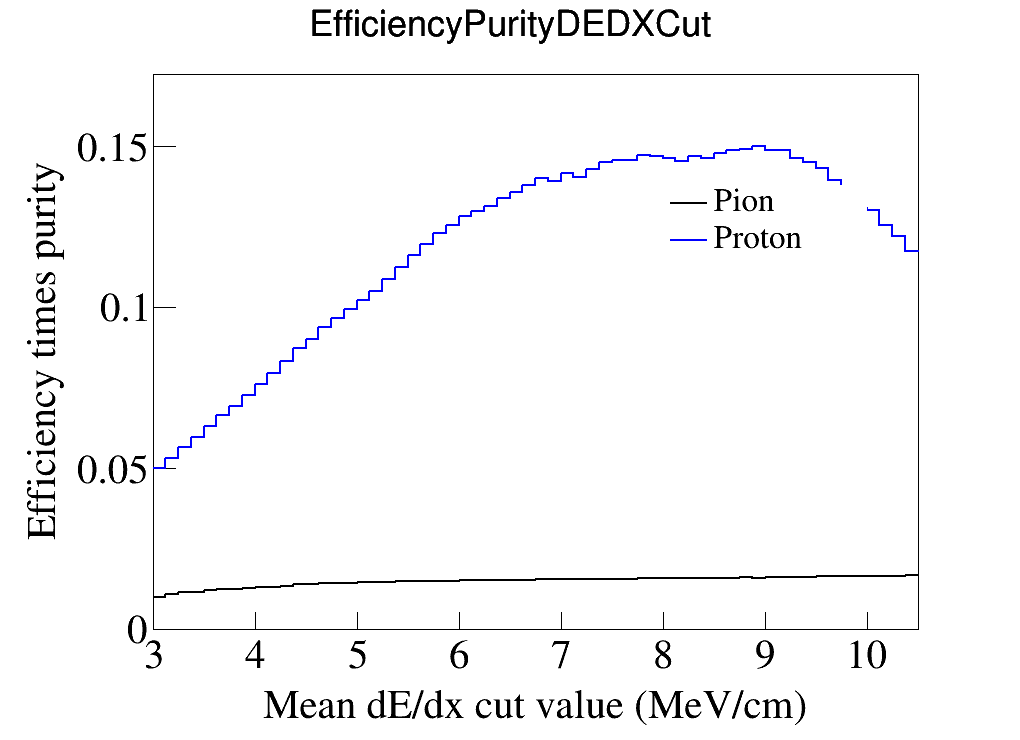 EfficiencyPurityDEDXCut
Efficiency times purity
0.15
0.1
0.05
0
Pion
Proton
3 4 5 6 7 8 9 10
Mean dE/dx cut value (MeV/cm)